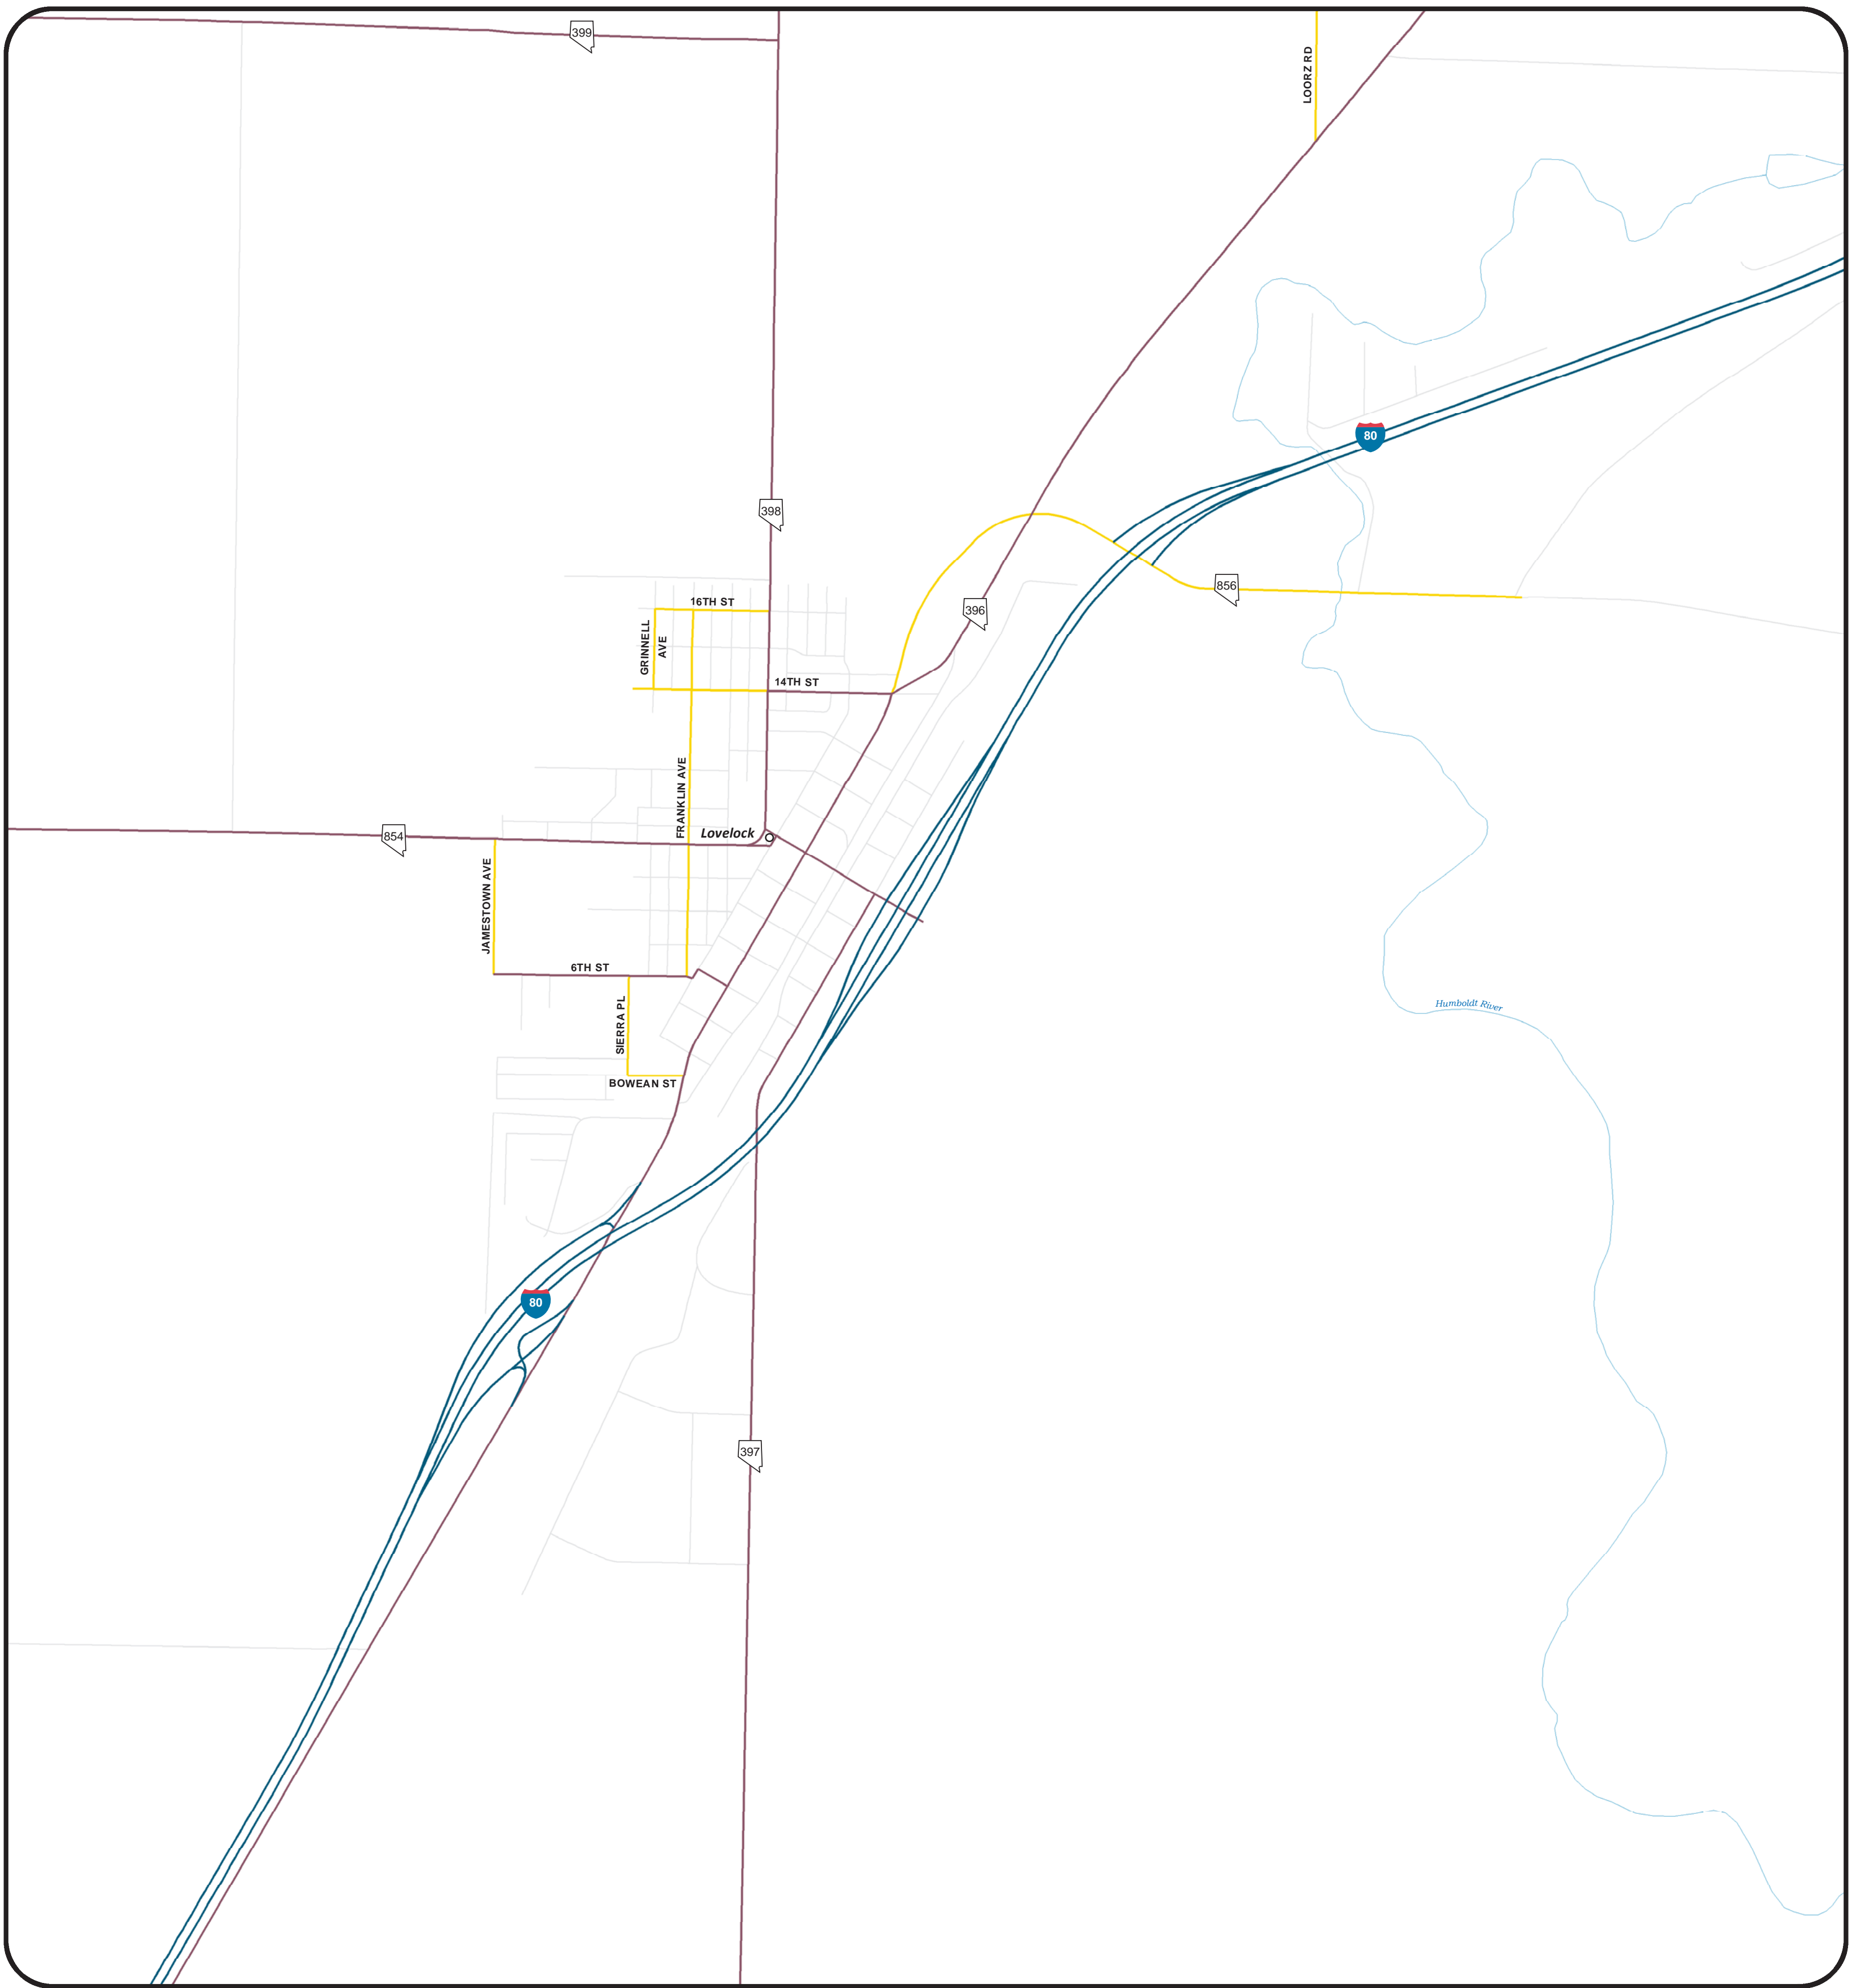 399
LOORZ RD
80
398
856
16TH ST
396
GRINNELL
AVE
14TH ST
FRANKLIN AVE
Lovelock
854
JAMESTOWN AVE
6TH ST
SIERRA PL
Humboldt River
BOWEAN ST
80
397